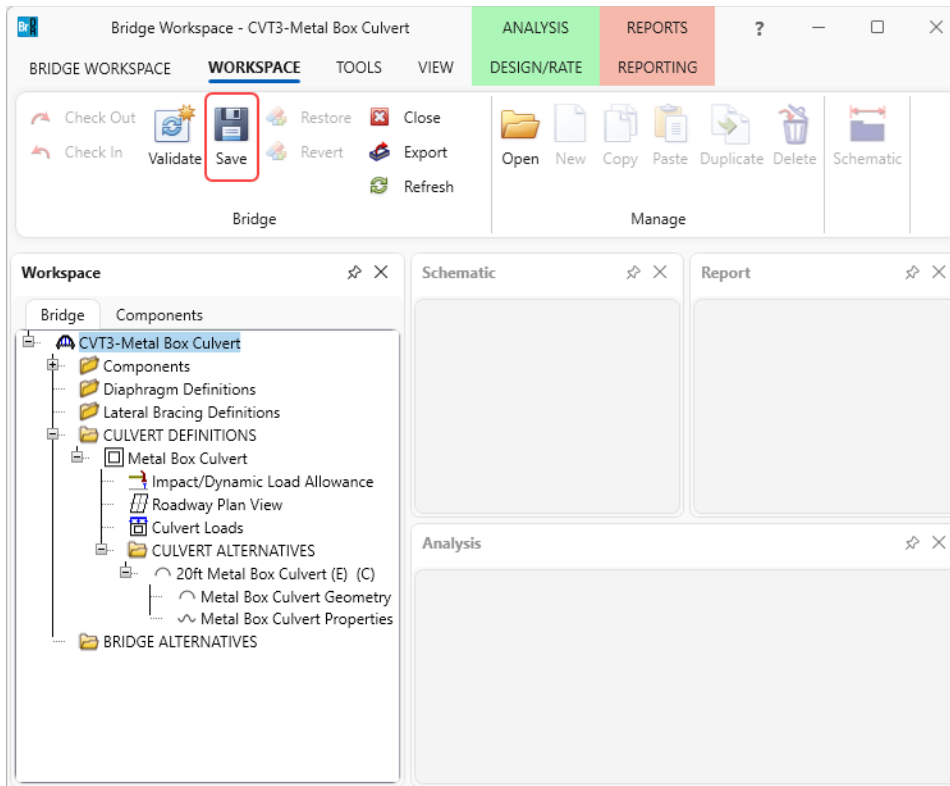 Br
Bridge Workspace - CVT3-Metal Box Culvert
ANALYSIS
REPORTS
?
BRIDGE WORKSPACE
WORKSPACE
TOOLS
VIEW
DESIGN/RATE
REPORTING
Check Out
Check In
Validate
Save
Restore
Revert
Close
Export
Refresh
Bridge
Open
New
Copy
Paste
Duplicate
Delete
Schematic
Manage
Workspace
Bridge
Components
CVT3-Metal Box Culvert
Components
Diaphragm Definitions
Lateral Bracing Definitions
CULVERT DEFINITIONS
Metal Box Culvert
Impact/Dynamic Load Allowance
Roadway Plan View
Culvert Loads
CULVERT ALTERNATIVES
20ft Metal Box Culvert (E) (C)
Metal Box Culvert Geometry
Metal Box Culvert Properties
BRIDGE ALTERNATIVES
Schematic
Report
Analysis